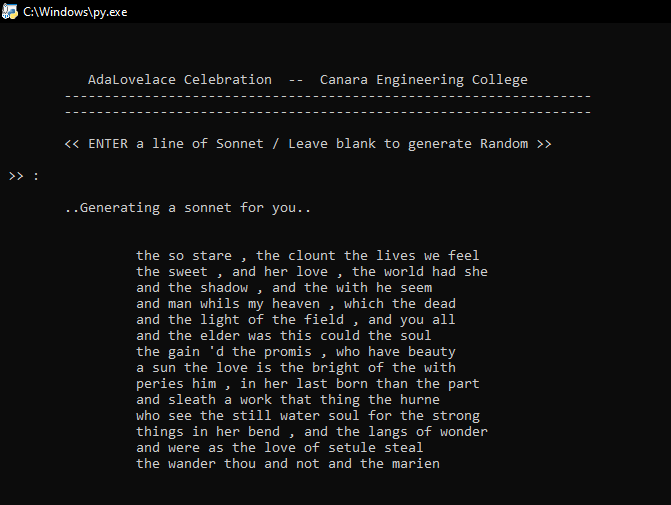 C:\Windows\py.exe
AdaLovelace Celebration -- Canara Engineering College
------------------------------------------------------------------
------------------------------------------------------------------
<< ENTER a line of Sonnet / Leave blank to generate Random >>
>> :
..Generating a sonnet for you..
the so stare , the clount the lives we feel
the sweet , and her love , the world had she
and the shadow , and the with he seem
and man whils my heaven , which the dead
and the light of the field , and you all
and the elder was this could the soul
the gain 'd the promis , who have beauty
a sun the love is the bright of the with
peries him , in her last born than the part
and sleath a work that thing the hurne
who see the still water soul for the strong
things in her bend , and the langs of wonder
and were as the love of setule steal
the wander thou and not and the marien